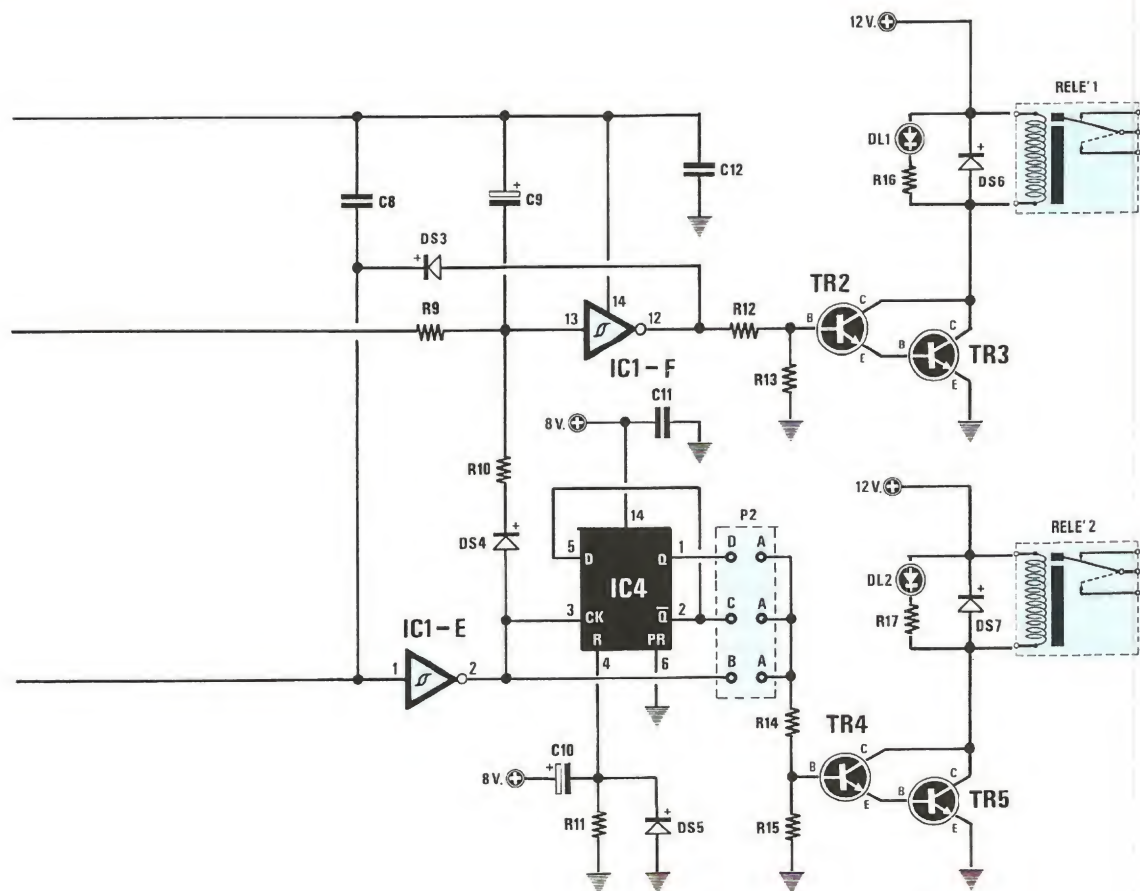 12 V.
RELE' 1
DL1
R16
DS6
C8
C9
+
C12
DS3
+
R9
13
14
12
IC1-F
R12
R13
TR2
B
C
E
TR3
B
C
E
C11
8 V.
R10
DS4
+
14
5
D
Q
1
IC4
3
CK
Q
2
R
PR
4
6
P2
D
A
C
A
B
A
IC1-E
1
2
12 V.
RELE' 2
DL2
R17
DS7
+
R14
R15
TR4
B
C
E
TR5
B
C
E
C10
+
8 V.
R11
DS5
+